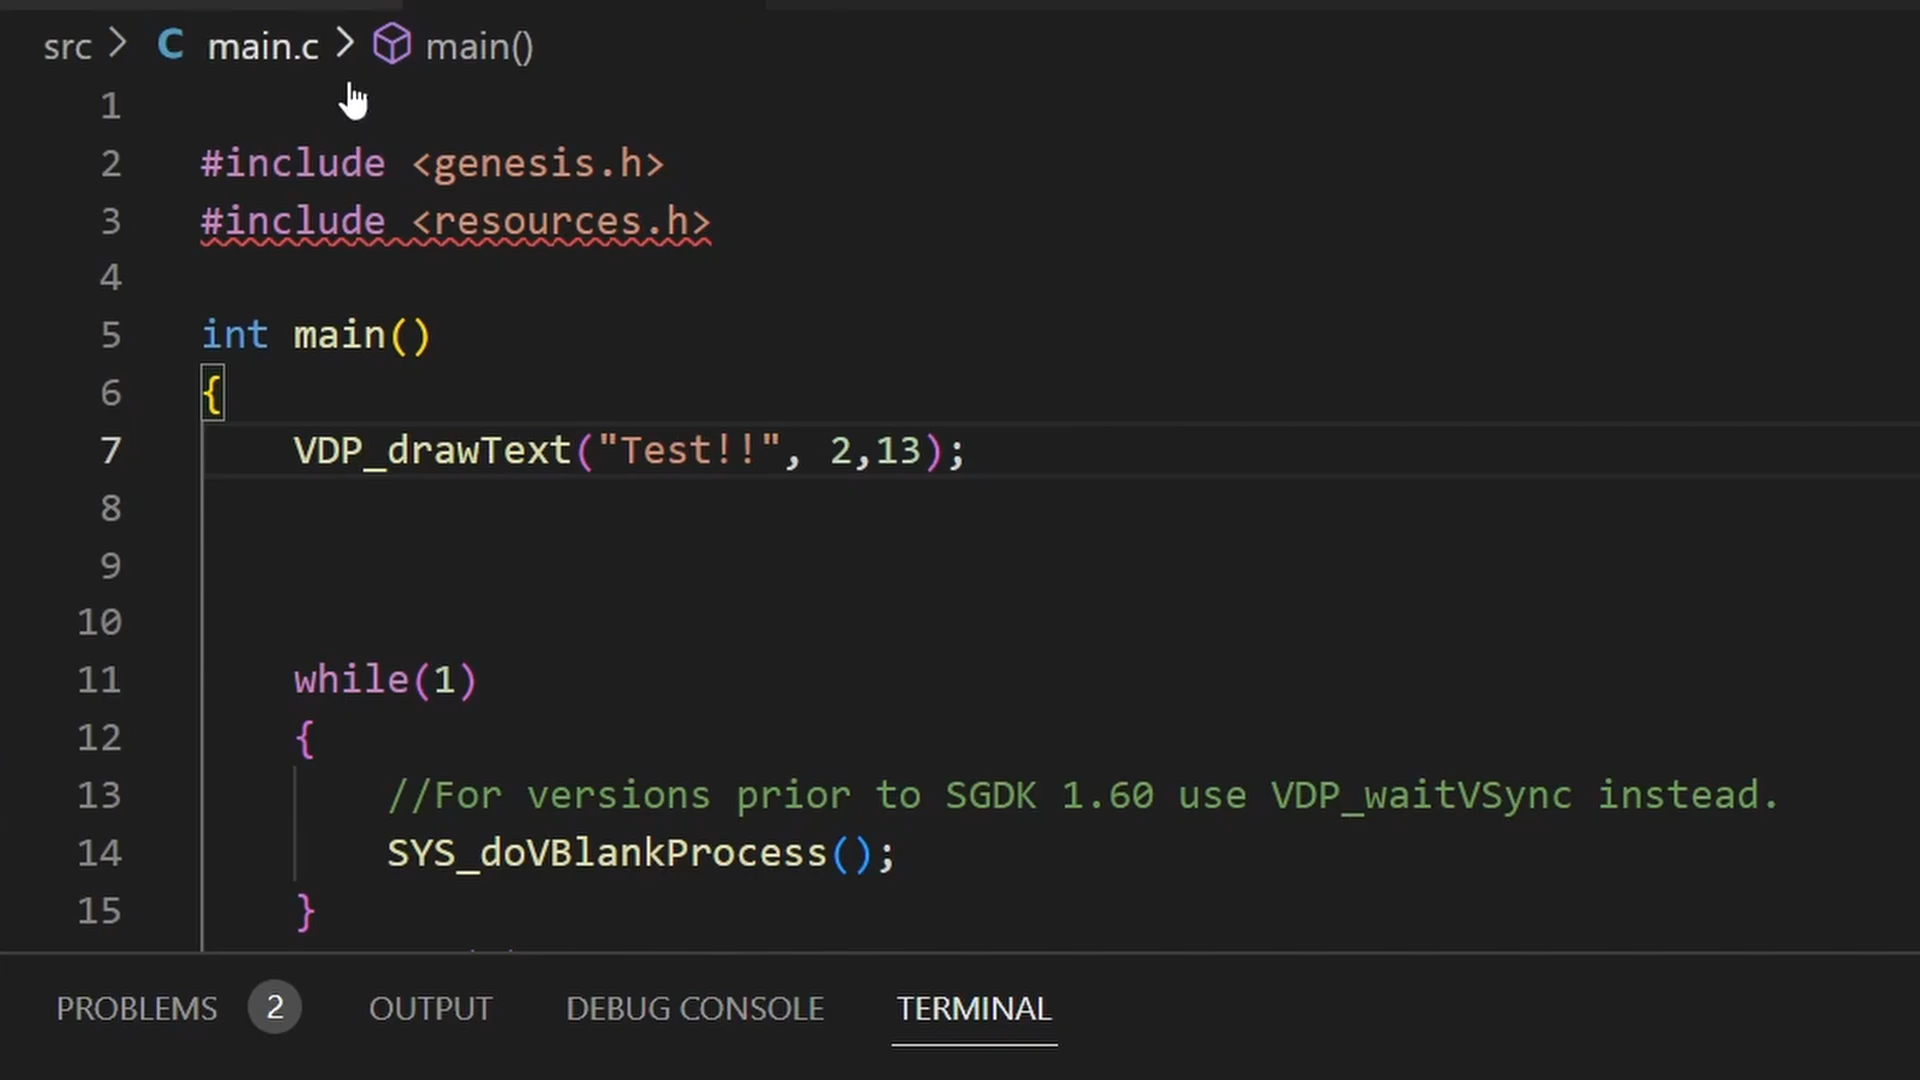 src > C main.c > main()
1
2 #include <genesis.h>
3 #include <resources.h>
4
5 int main()
6 {
7 VDP_drawText("Test!!", 2,13);
8
9
10
11 while(1)
12 {
13 //For versions prior to SGDK 1.60 use VDP_waitVSync instead.
14 SYS_doVBlankProcess();
15 }
PROBLEMS 2 OUTPUT DEBUG CONSOLE TERMINAL